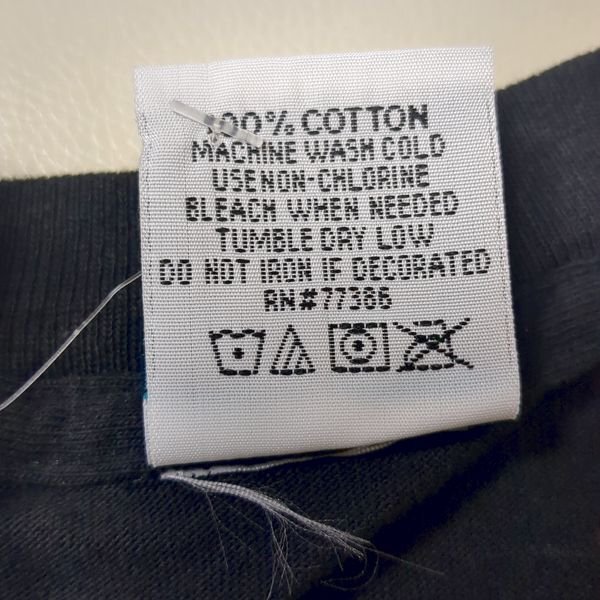 100% COTTON
MACHINE WASH COLD
USE NON-CHLORINE
BLEACH WHEN NEEDED
TUMBLE DRY LOW
DO NOT IRON IF DECORATED
RN#77386